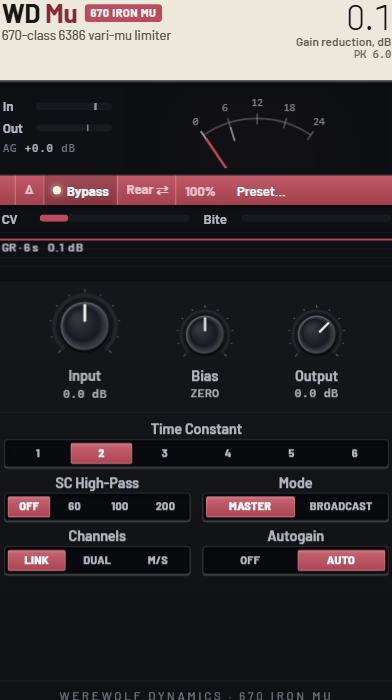 WD Mu 670 IRON MU
670-class 6386 vari-mu limiter
0.1
Gain reduction, dB
PK 6.0
In
Out
AG +0.0 dB
0 6 12 18 24
Δ Bypass Rear ⇄ 100% Preset...
CV Bite
GR·6s 0.1 dB
Input Bias Output
0.0 dB ZERO 0.0 dB
Time Constant
1 2 3 4 5 6
SC High-Pass Mode
OFF 60 100 200 MASTER BROADCAST
Channels Autogain
LINK DUAL M/S OFF AUTO
WEREWOLF DYNAMICS · 670 IRON MU